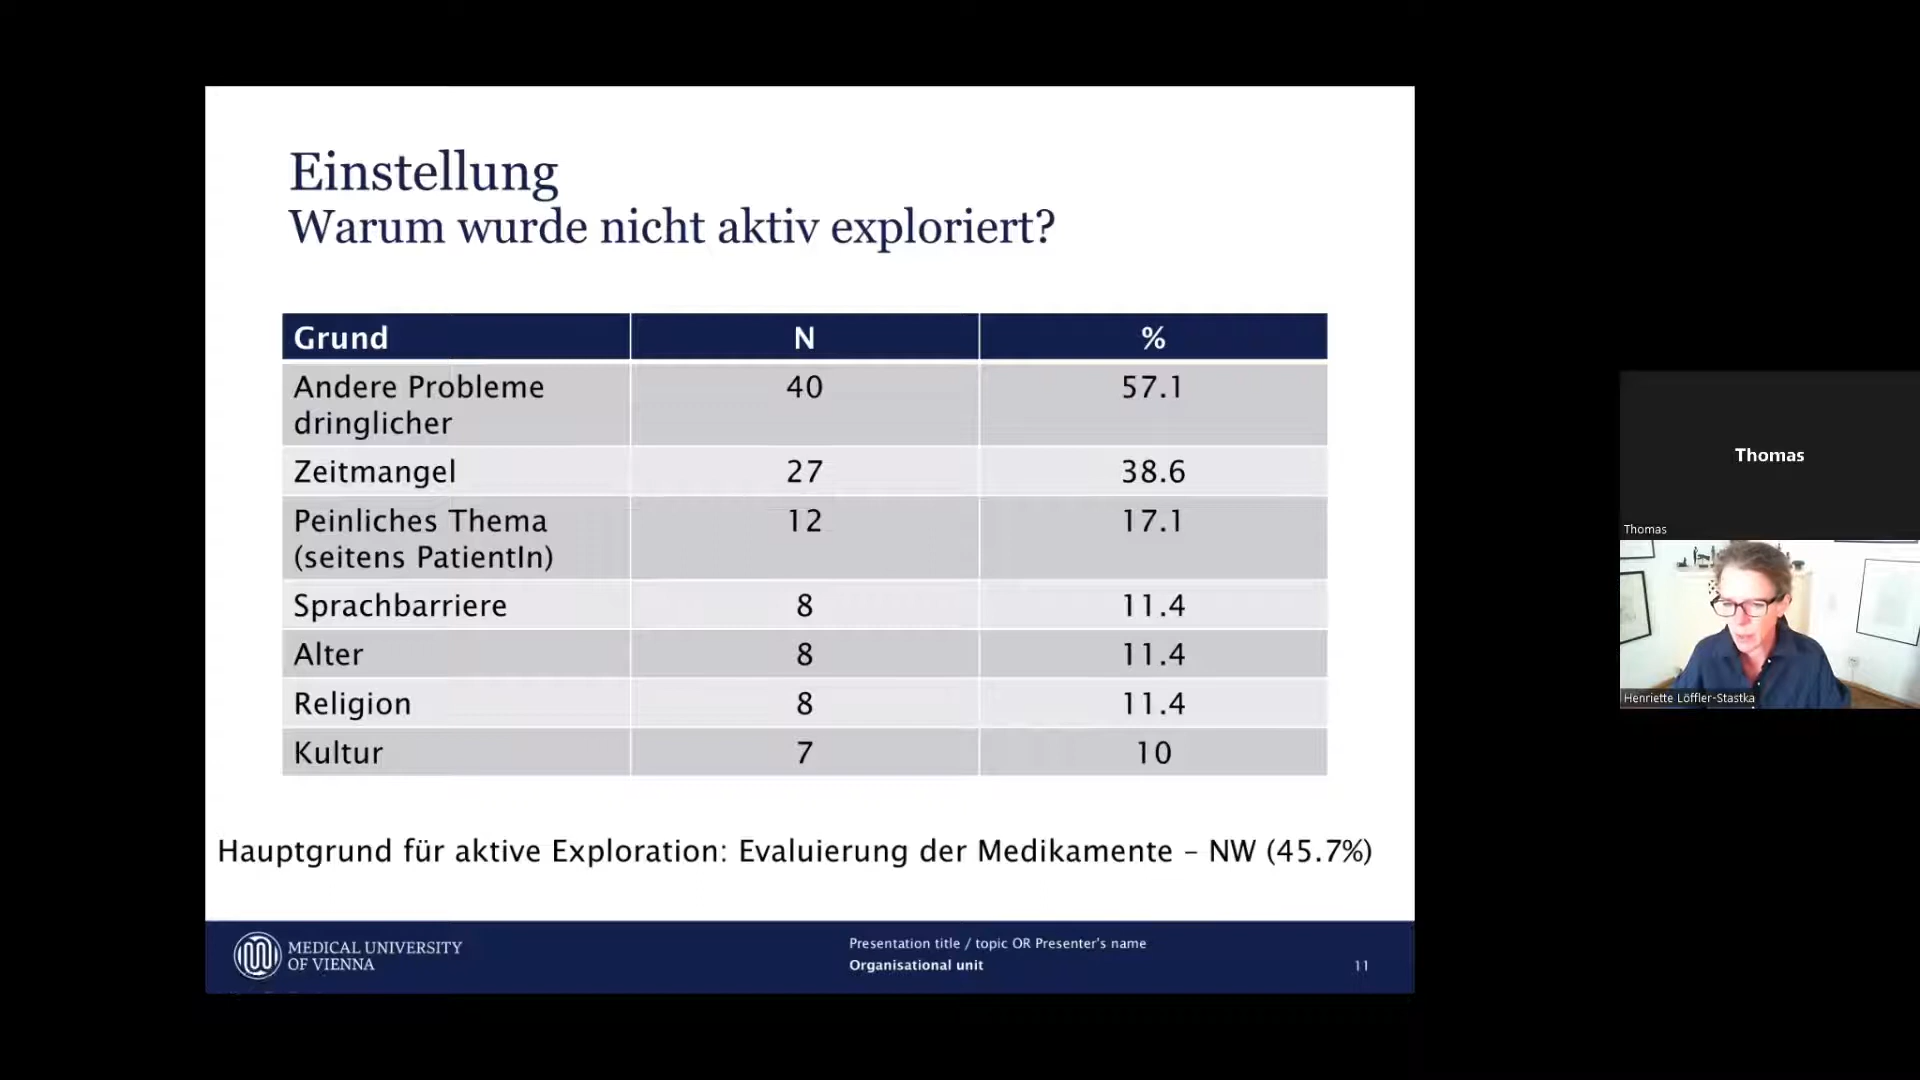 Einstellung
Warum wurde nicht aktiv exploriert?
Grund N %
Andere Probleme 40 57.1
dringlicher
Zeitmangel 27 38.6
Peinliches Thema 12 17.1
(seitens PatientIn)
Sprachbarriere 8 11.4
Alter 8 11.4
Religion 8 11.4
Kultur 7 10
Hauptgrund für aktive Exploration: Evaluierung der Medikamente – NW (45.7%)
MEDICAL UNIVERSITY
OF VIENNA
Presentation title / topic OR Presenter's name
Organisational unit
11
Thomas
Thomas
Henriette Löffler-Stastka